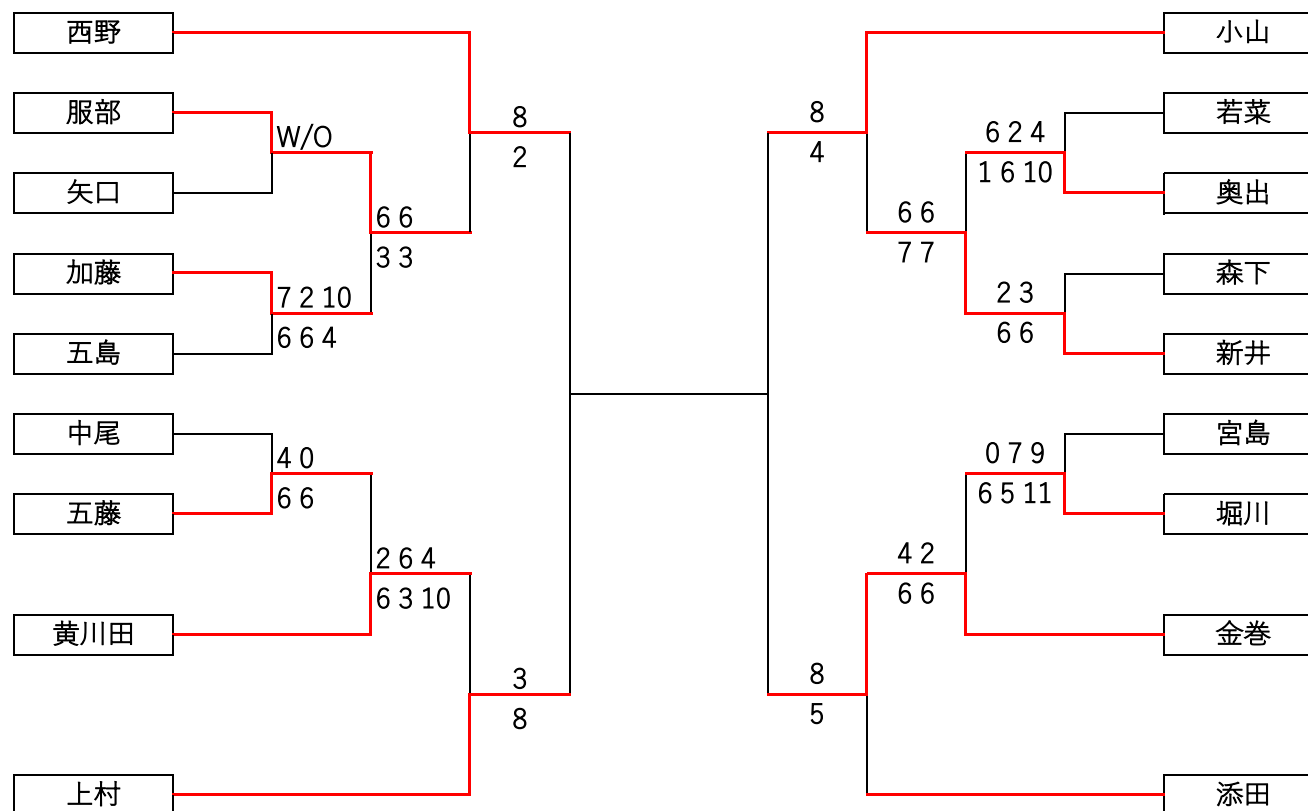 西野
服部
矢口
加藤
五島
中尾
五藤
黄川田
上村
W/O
7 2 10
6 6 4
4 0
6 6
6 6
3 3
2 6 4
6 3 10
8
2
3
8
8
4
8
5
6 6
7 7
4 2
6 6
6 2 4
1 6 10
2 3
6 6
0 7 9
6 5 11
小山
若菜
奥出
森下
新井
宮島
堀川
金巻
添田